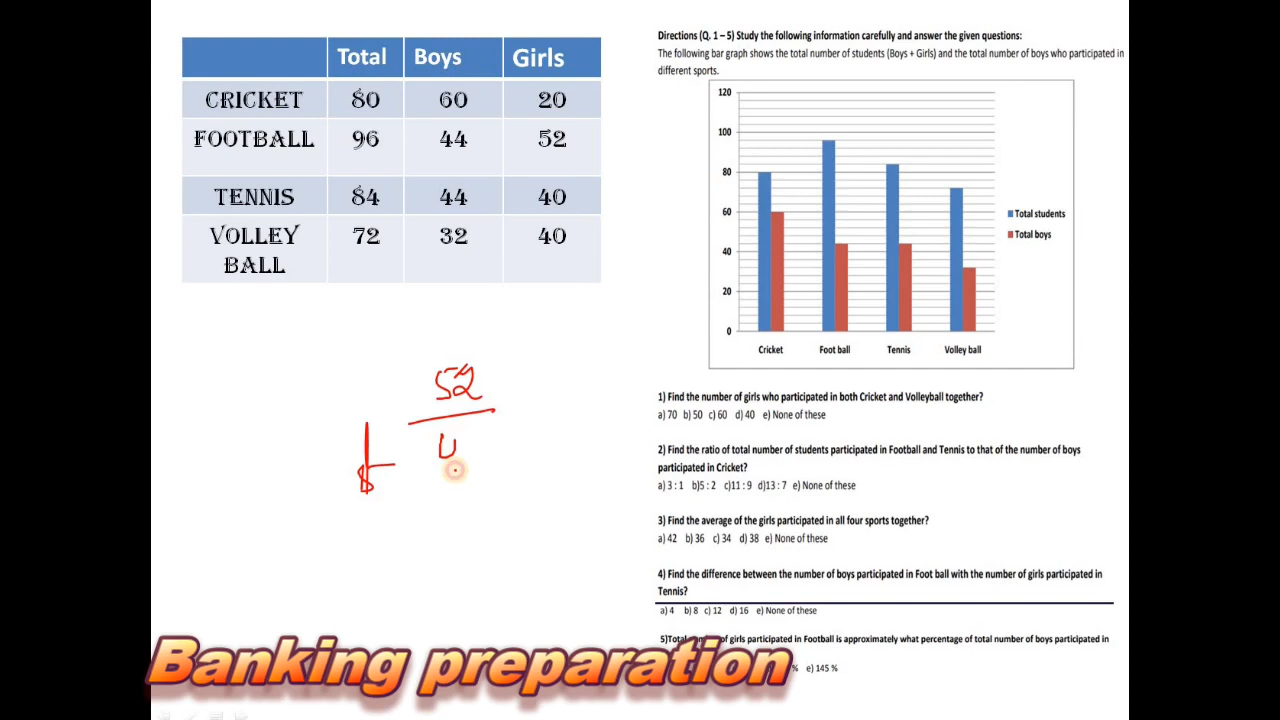 Total Boys Girls
CRICKET 80 60 20
FOOTBALL 96 44 52
TENNIS 84 44 40
VOLLEY BALL 72 32 40
52
Directions (Q. 1 – 5) Study the following information carefully and answer the given questions:
The following bar graph shows the total number of students (Boys + Girls) and the total number of boys who participated in
different sports.
120
100
80
60
40
20
0
Cricket Foot ball Tennis Volley ball
Total students
Total boys
1) Find the number of girls who participated in both Cricket and Volleyball together?
a) 70 b) 50 c) 60 d) 40 e) None of these
2) Find the ratio of total number of students participated in Football and Tennis to that of the number of boys
participated in Cricket?
a) 3 : 1 b)5 : 2 c)11 : 9 d)13 : 7 e) None of these
3) Find the average of the girls participated in all four sports together?
a) 42 b) 36 c) 34 d) 38 e) None of these
4) Find the difference between the number of boys participated in Foot ball with the number of girls participated in
Tennis?
a) 4 b) 8 c) 12 d) 16 e) None of these
5)Total of girls participated in Football is approximately what percentage of total number of boys participated in
% e) 145 %
Banking preparation